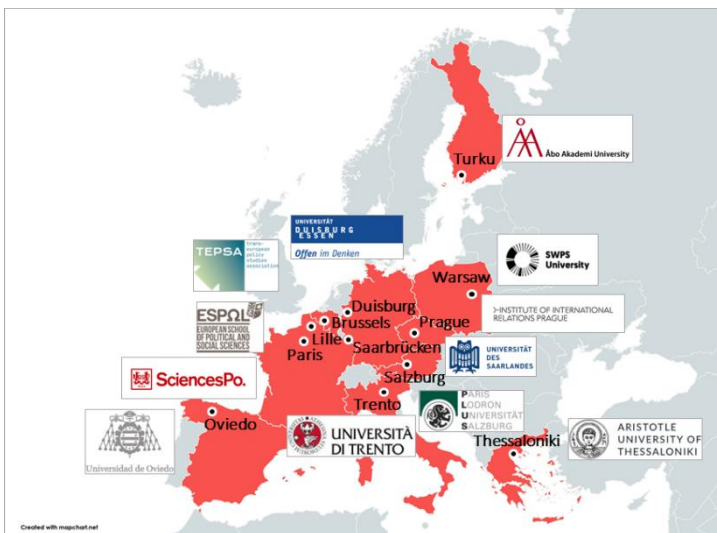 Åbo Akademi University
Turku
UNIVERSITÄT
DUISBURG
ESSEN
Offen im Denken
TEPSA
trans-
european
policy
studies
association
SWPS
University
Warsaw
Duisburg
ESPOL
EUROPEAN SCHOOL
OF POLITICAL AND
SOCIAL SCIENCES
Brussels
Prague
>INSTITUTE OF INTERNATIONAL
RELATIONS PRAGUE
Lille
Paris
Saarbrücken
UNIVERSITÄT
DES
SAARLANDES
SciencesPo.
Salzburg
Trento
PARIS
LODRON
UNIVERSITÄT
SALZBURG
Oviedo
Universidad de Oviedo
UNIVERSITÀ
DI TRENTO
Thessaloniki
ARISTOTLE
UNIVERSITY OF
THESSALONIKI
Created with mapchart.net